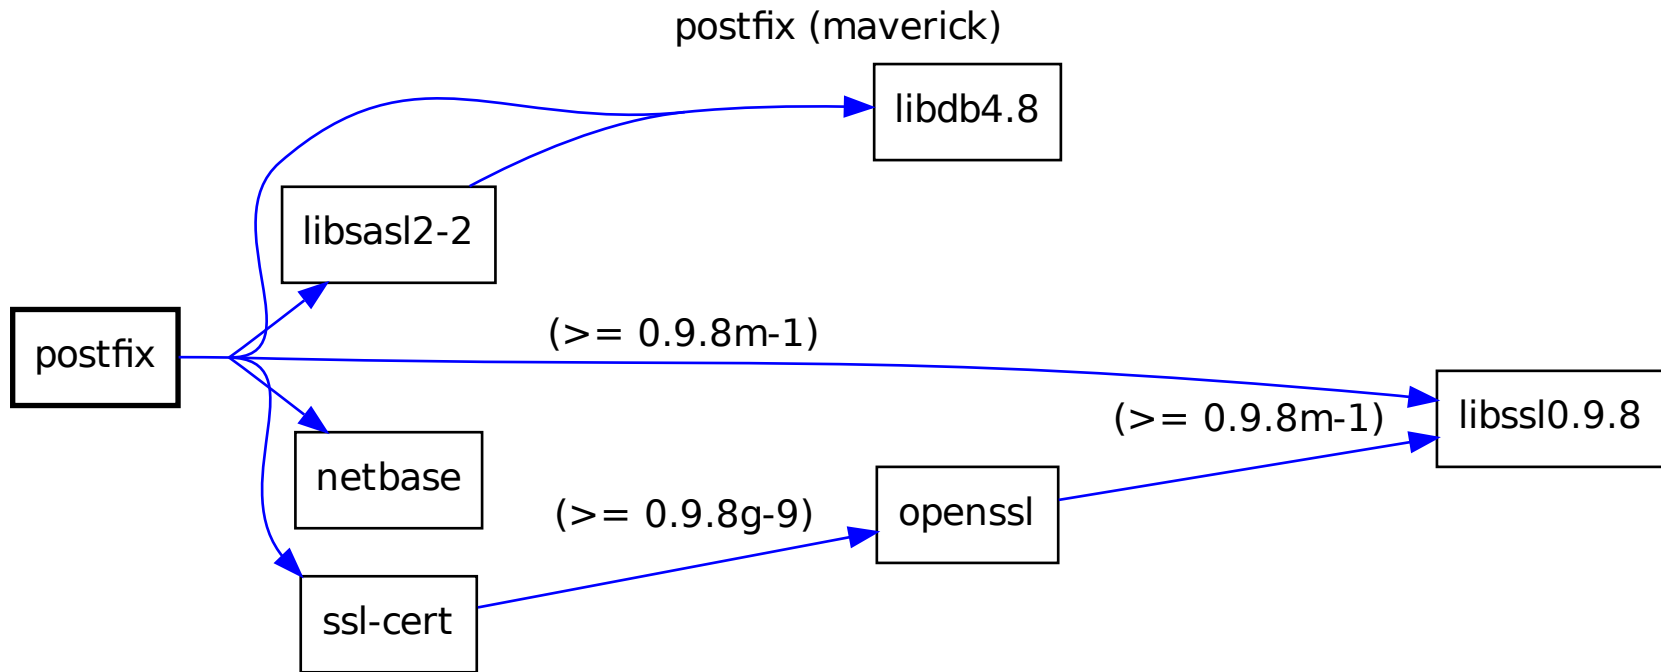 postfix (maverick)
libdb4.8
libsasl2-2
(>= 0.9.8m-1)
postfix
libssl0.9.8
(>= 0.9.8m-1)
netbase
(>= 0.9.8g-9)
openssl
ssl-cert